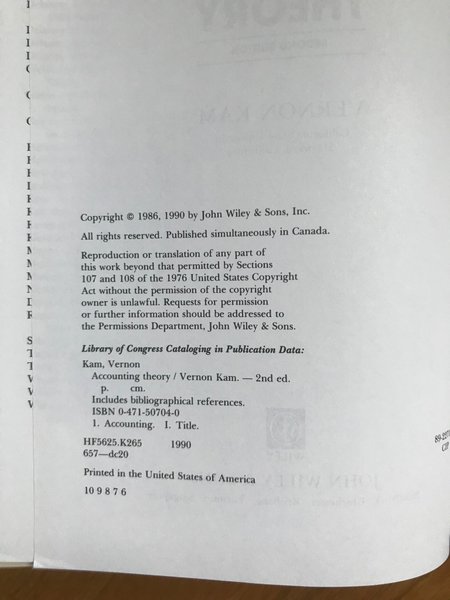 Copyright © 1986, 1990 by John Wiley & Sons, Inc.
All rights reserved. Published simultaneously in Canada.
Reproduction or translation of any part of
this work beyond that permitted by Sections
107 and 108 of the 1976 United States Copyright
Act without the permission of the copyright
owner is unlawful. Requests for permission
or further information should be addressed to
the Permissions Department, John Wiley & Sons.
Library of Congress Cataloging in Publication Data:
Kam, Vernon
Accounting theory / Vernon Kam. — 2nd ed.
p. cm.
Includes bibliographical references.
ISBN 0-471-50704-0
1. Accounting. I. Title.
HF5625.K265 1990
657—dc20
CIP
Printed in the United States of America
10 9 8 7 6